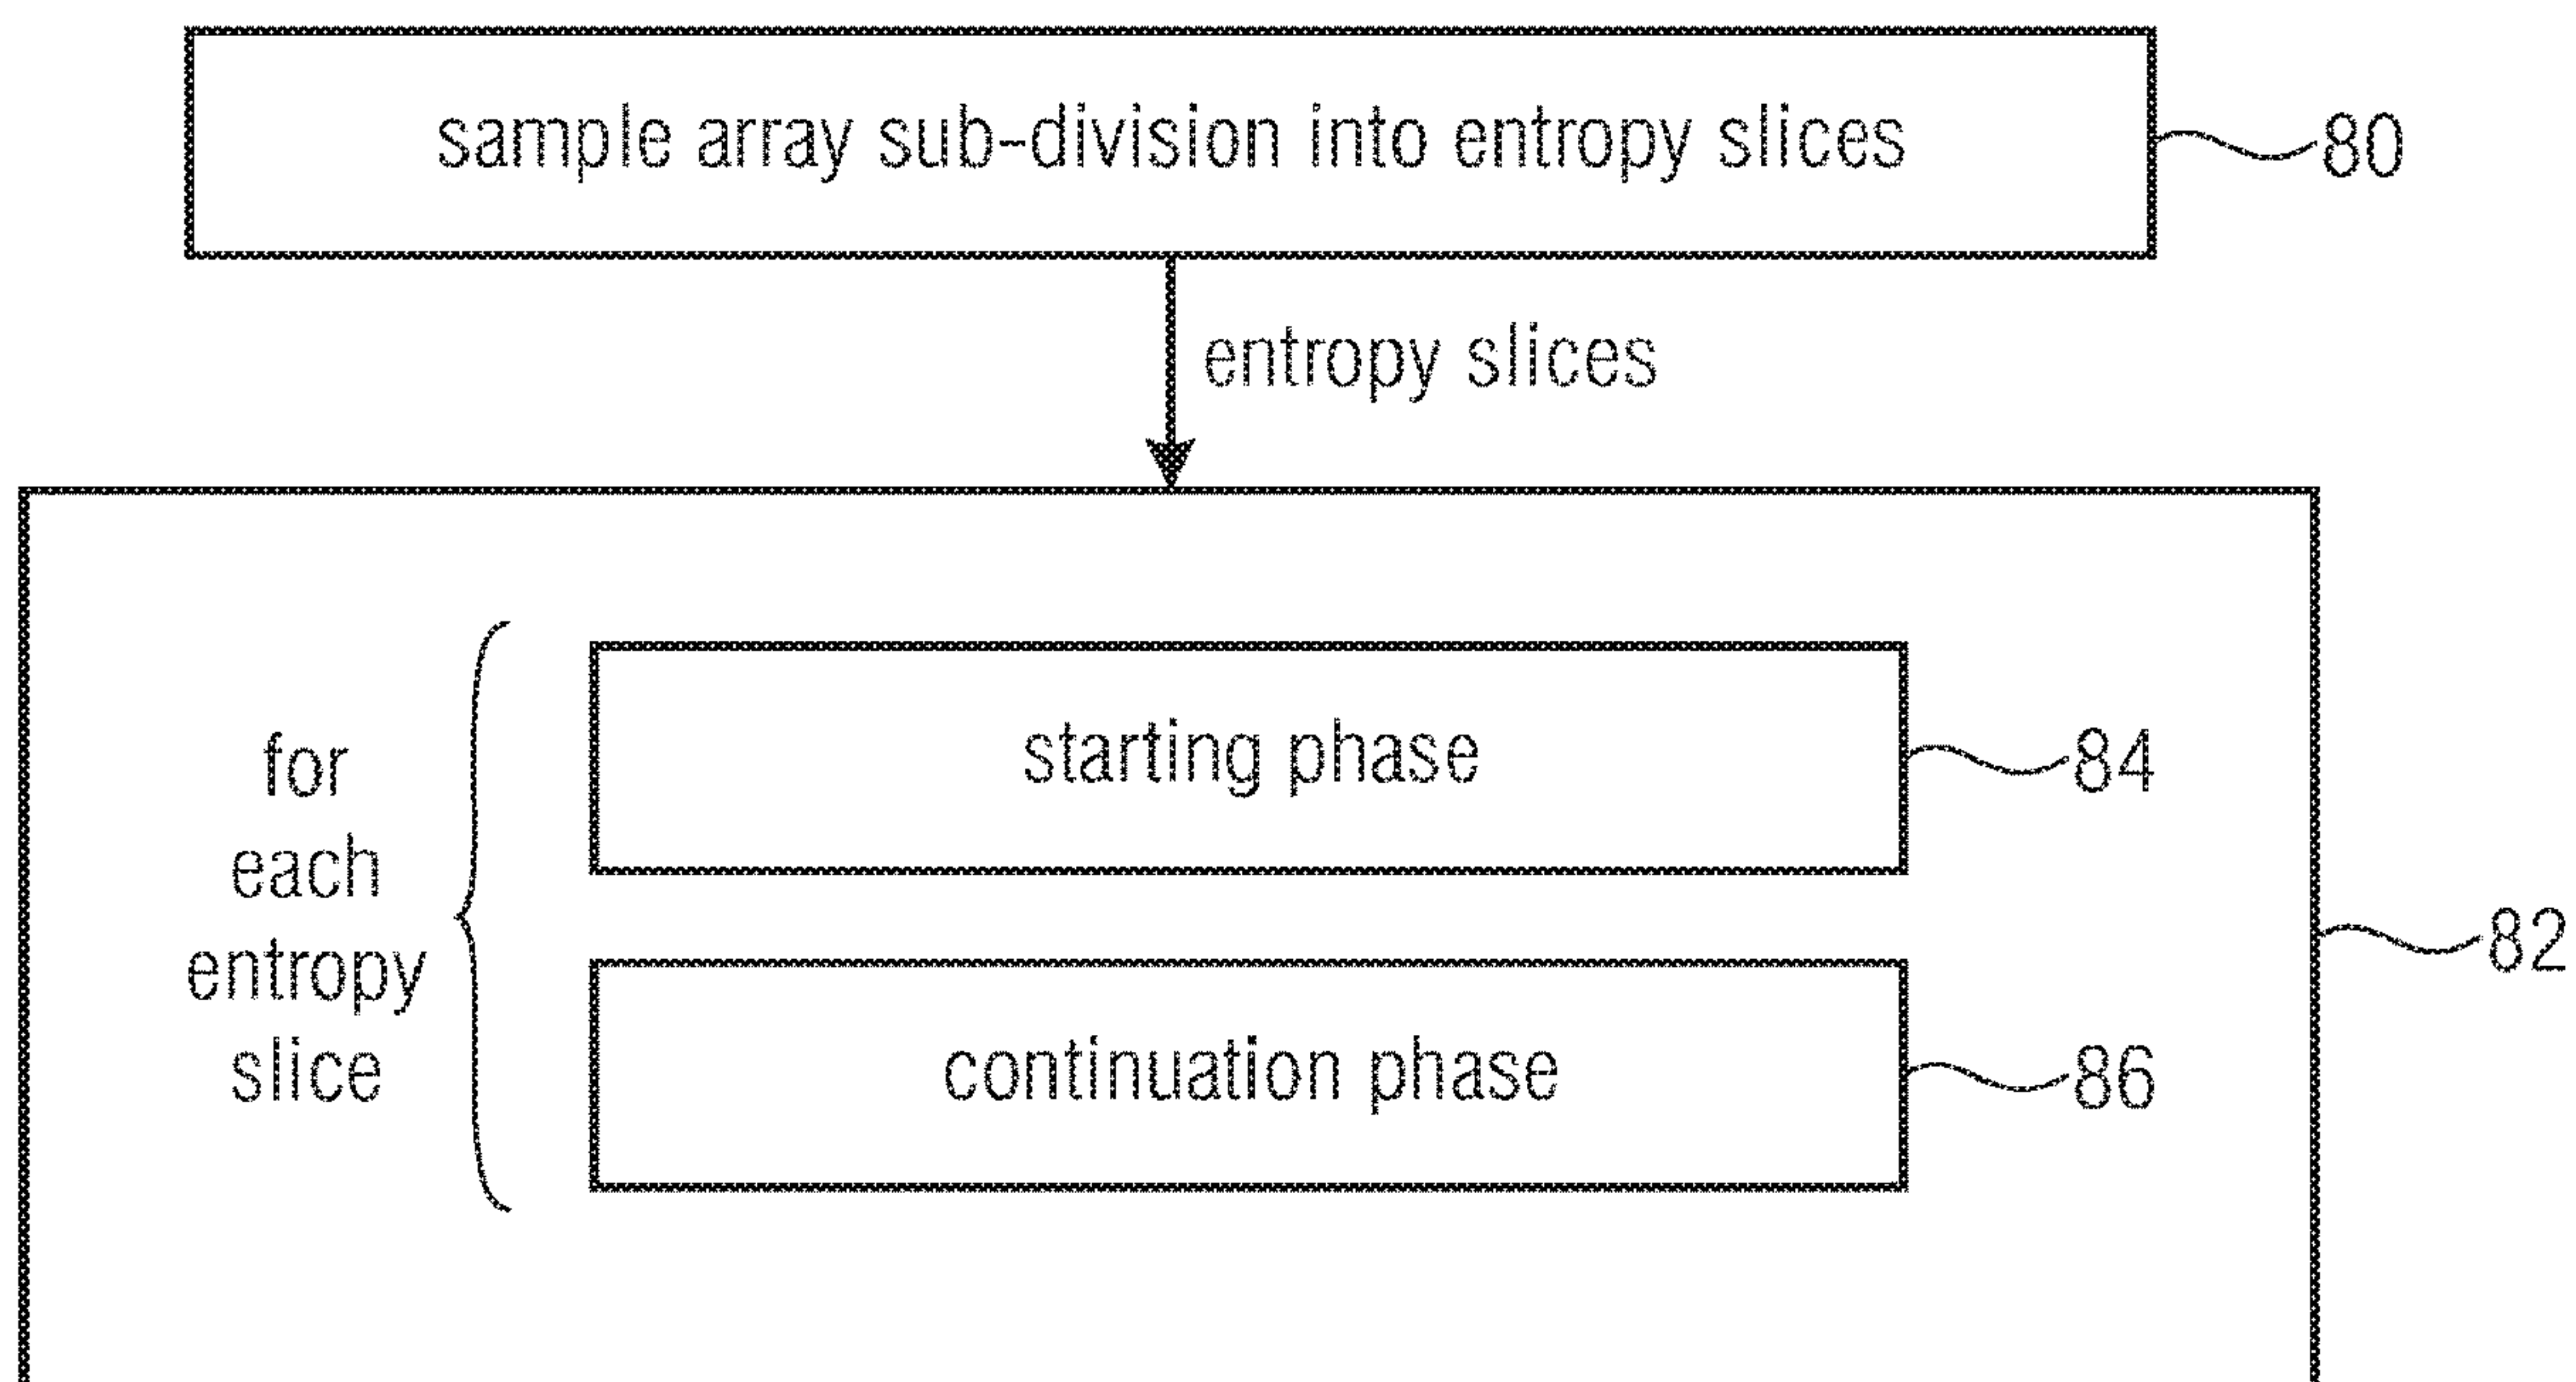 sample array sub-division into entropy slices
80
entropy slices
for
each
entropy
slice
starting phase
84
continuation phase
86
82